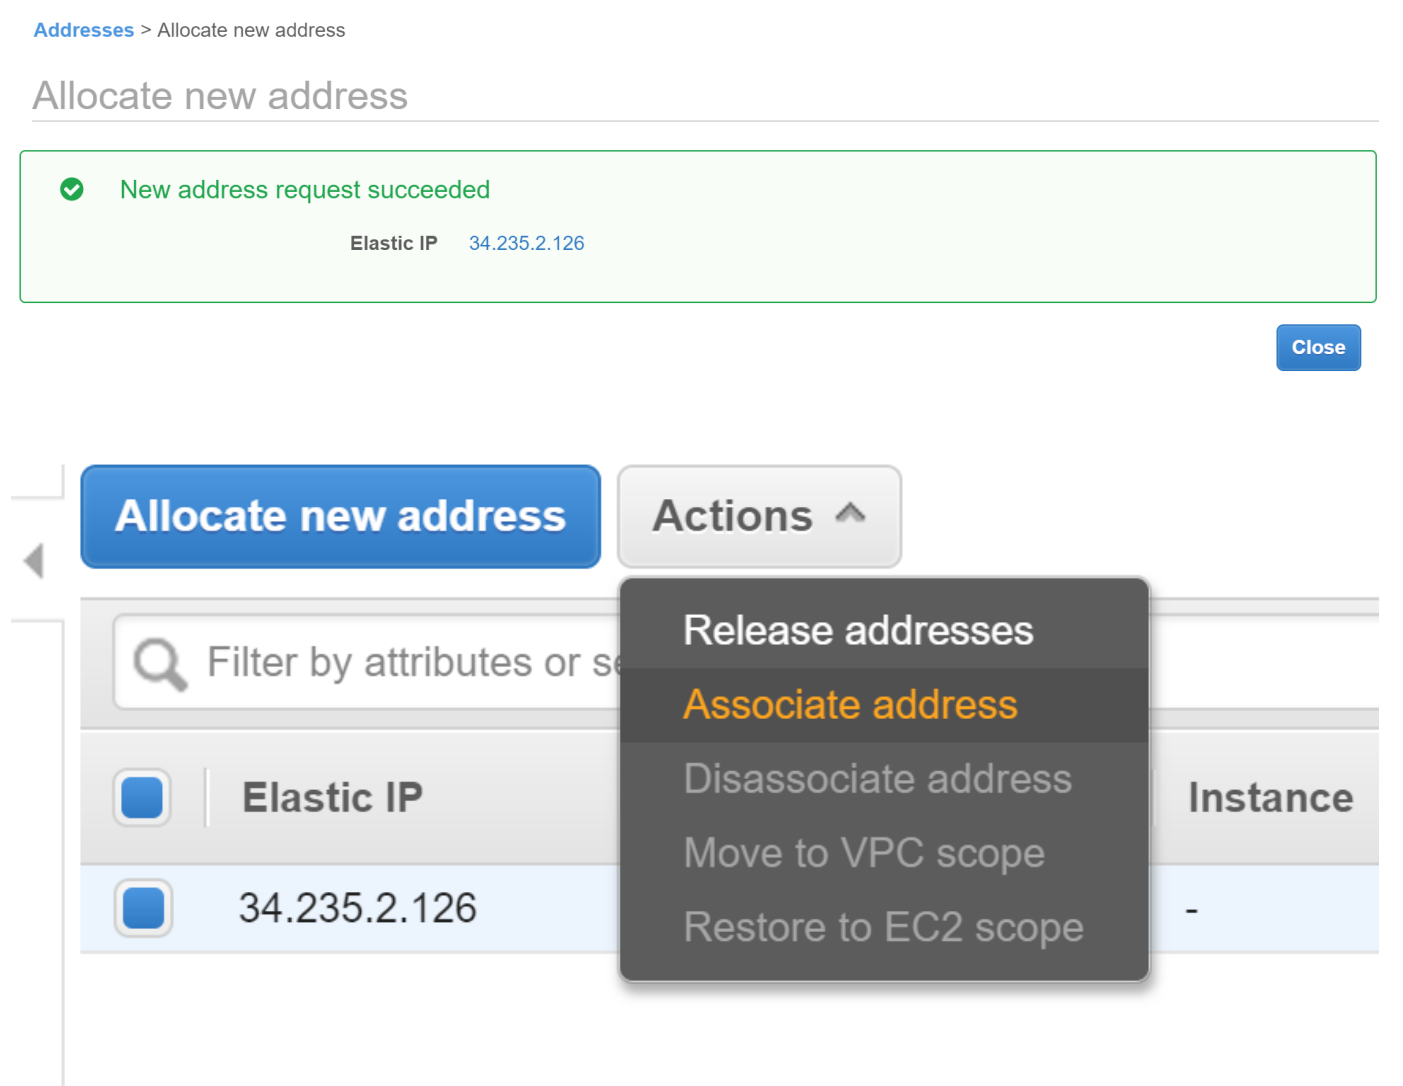 Addresses > Allocate new address
Allocate new address
New address request succeeded
Elastic IP 34.235.2.126
Close
Allocate new address Actions
Filter by attributes or
Release addresses
Associate address
Disassociate address
Move to VPC scope
Restore to EC2 scope
Elastic IP Instance
34.235.2.126 -